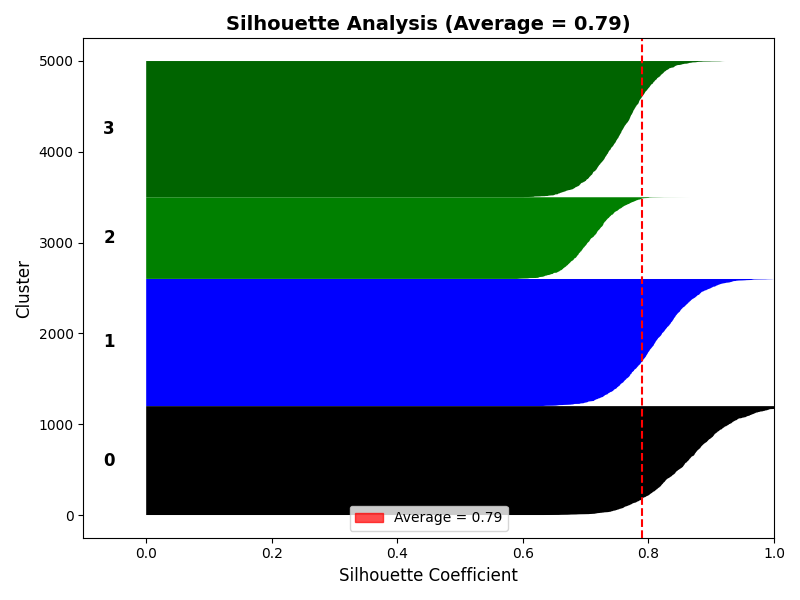 Silhouette Analysis (Average = 0.79)
5000
4000
3000
2000
1000
0
Cluster
3
2
1
0
Average = 0.79
0.0 0.2 0.4 0.6 0.8 1.0
Silhouette Coefficient